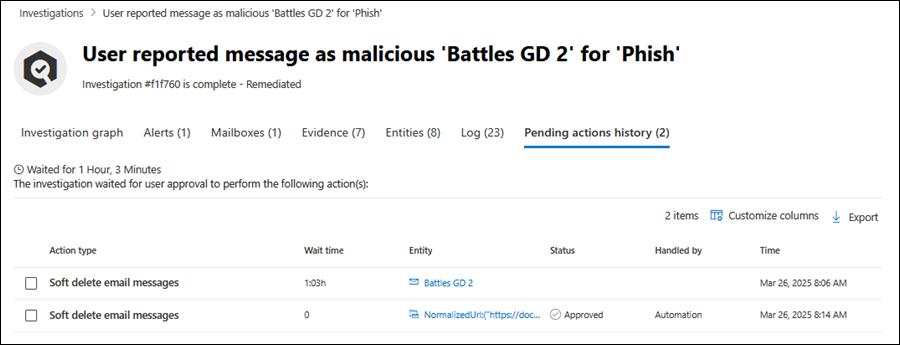 Investigations > User reported message as malicious 'Battles GD 2' for 'Phish'
User reported message as malicious 'Battles GD 2' for 'Phish'
Investigation #f1f760 is complete - Remediated
Investigation graph Alerts (1) Mailboxes (1) Evidence (7) Entities (8) Log (23) Pending actions history (2)
Waited for 1 Hour, 3 Minutes
The investigation waited for user approval to perform the following action(s):
2 items Customize columns Export
Action type Wait time Entity Status Handled by Time
Soft delete email messages 1:03h Battles GD 2 Mar 26, 2025 8:06 AM
Soft delete email messages 0 NormalizedUrl:("https://doc... Approved Automation Mar 26, 2025 8:14 AM